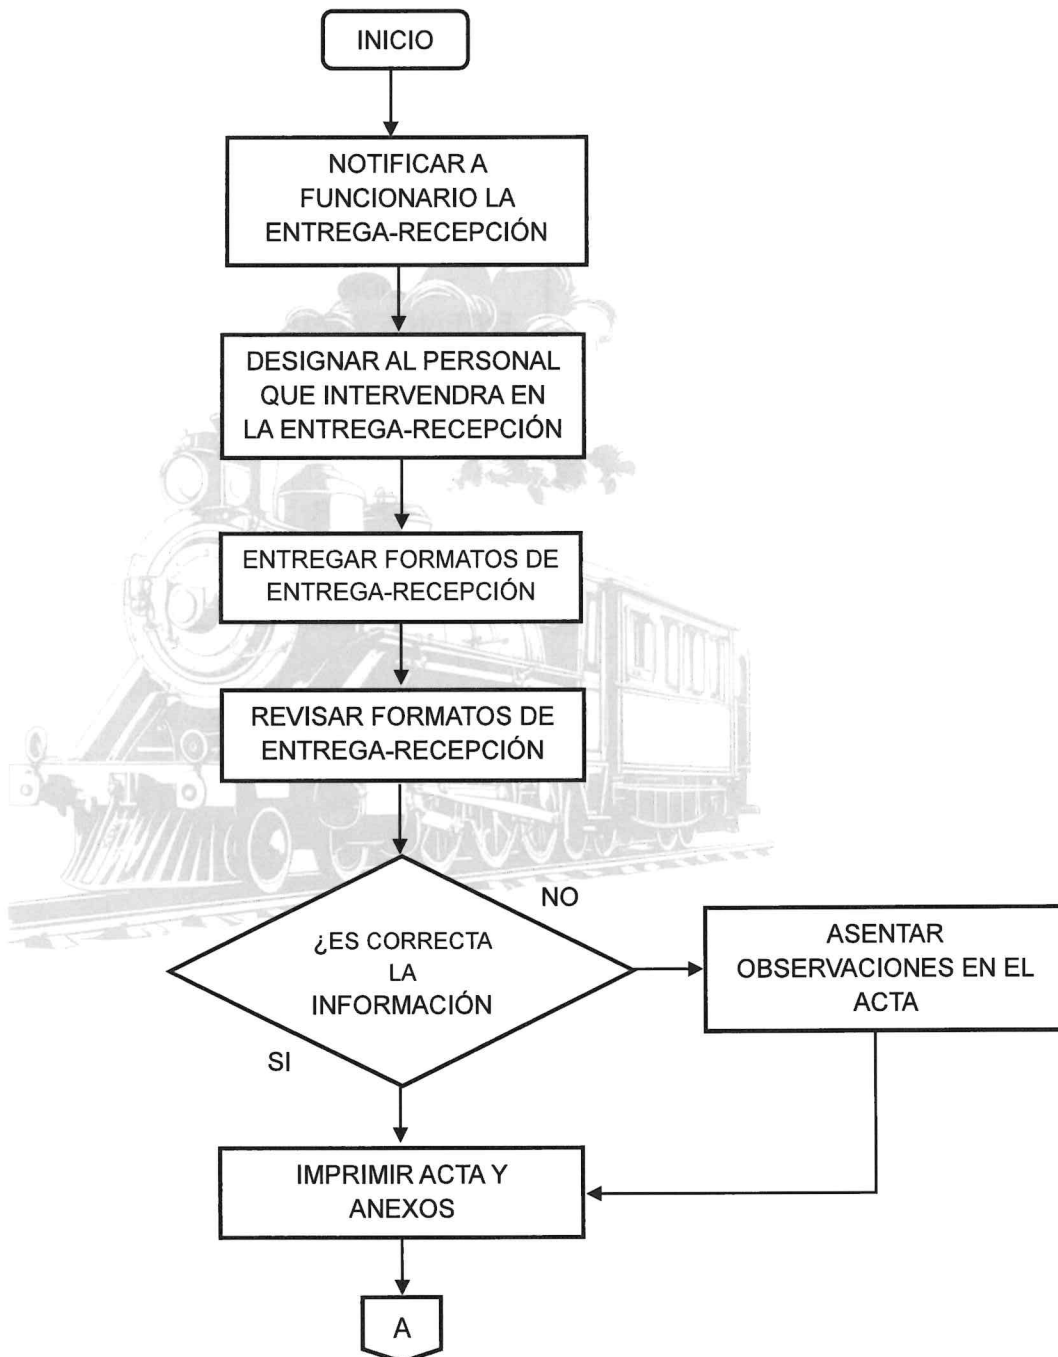 INICIO
NOTIFICAR A
FUNCIONARIO LA
ENTREGA-RECEPCIÓN
DESIGNAR AL PERSONAL
QUE INTERVENDRA EN
LA ENTREGA-RECEPCIÓN
ENTREGAR FORMATOS DE
ENTREGA-RECEPCIÓN
REVISAR FORMATOS DE
ENTREGA-RECEPCIÓN
NO
¿ES CORRECTA
LA
INFORMACIÓN
ASENTAR
OBSERVACIONES EN EL
ACTA
SI
IMPRIMIR ACTA Y
ANEXOS
A